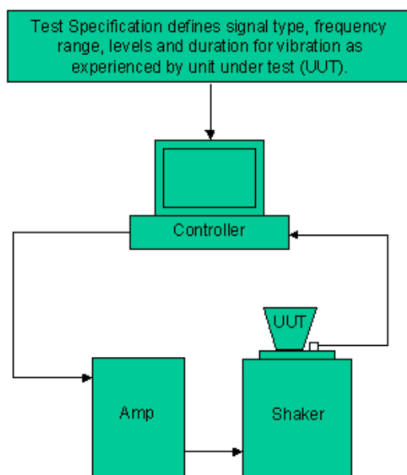 Test Specification defines signal type, frequency
range, levels and duration for vibration as
experienced by unit under test (UUT).
Controller
UUT
Amp
Shaker